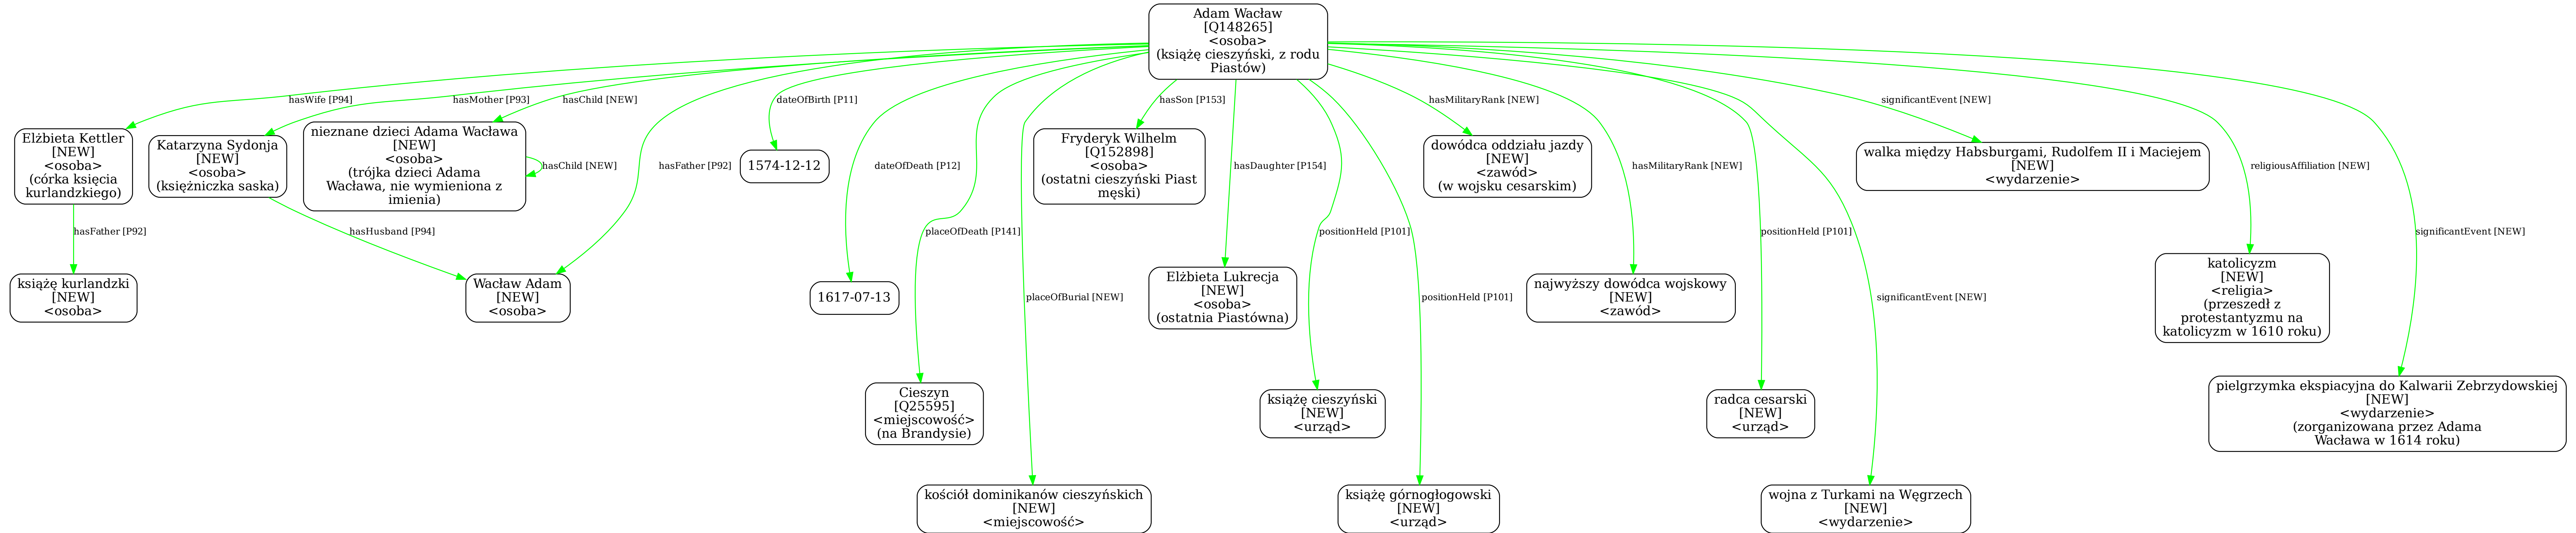 Adam Wacław
[Q148265]
<osoba>
(książę cieszyński, z rodu
Piastów)
hasWife [P94]
hasMother [P93]
hasChild [NEW]
dateOfBirth [P11]
hasSon [P153]
hasMilitaryRank [NEW]
significantEvent [NEW]
Elżbieta Kettler
[NEW]
<osoba>
(córka księcia
kurlandzkiego)
Katarzyna Sydonja
[NEW]
<osoba>
(księżniczka saska)
nieznane dzieci Adama Wacława
[NEW]
<osoba>
(trójka dzieci Adama
Wacława, nie wymieniona z
imienia)
hasChild [NEW]
hasFather [P92]
1574-12-12
dateOfDeath [P12]
Fryderyk Wilhelm
[Q152898]
<osoba>
(ostatni cieszyński Piast
męski)
hasDaughter [P154]
dowódca oddziału jazdy
[NEW]
<zawód>
(w wojsku cesarskim)
hasMilitaryRank [NEW]
walka między Habsburgami, Rudolfem II i Maciejem
[NEW]
<wydarzenie>
religiousAffiliation [NEW]
hasFather [P92]
hasHusband [P94]
placeOfDeath [P141]
positionHeld [P101]
positionHeld [P101]
significantEvent [NEW]
książę kurlandzki
[NEW]
<osoba>
Wacław Adam
[NEW]
<osoba>
1617-07-13
placeOfBurial [NEW]
Elżbieta Lukrecja
[NEW]
<osoba>
(ostatnia Piastówna)
positionHeld [P101]
najwyższy dowódca wojskowy
[NEW]
<zawód>
significantEvent [NEW]
katolicyzm
[NEW]
<religia>
(przeszedł z
protestantyzmu na
katolicyzm w 1610 roku)
Cieszyn
[Q25595]
<miejscowość>
(na Brandysie)
książę cieszyński
[NEW]
<urząd>
radca cesarski
[NEW]
<urząd>
pielgrzymka ekspiacyjna do Kalwarii Zebrzydowskiej
[NEW]
<wydarzenie>
(zorganizowana przez Adama
Wacława w 1614 roku)
kościół dominikanów cieszyńskich
[NEW]
<miejscowość>
książę górnogłogowski
[NEW]
<urząd>
wojna z Turkami na Węgrzech
[NEW]
<wydarzenie>